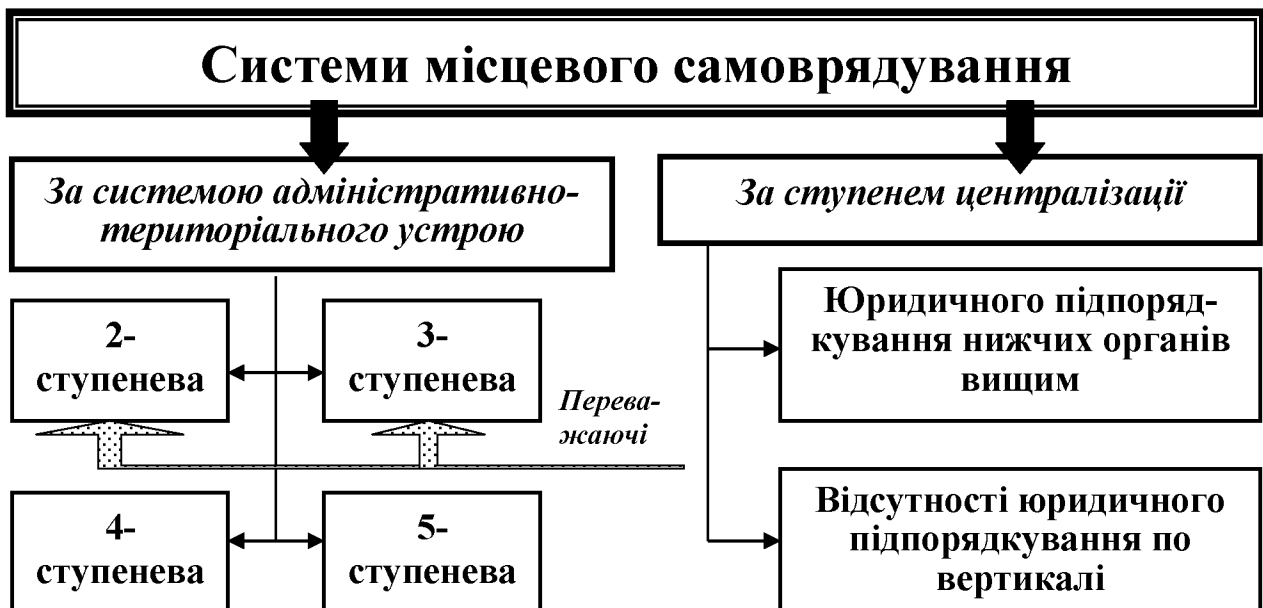 Системи місцевого самоврядування
За системою адміністративно-
територіального устрою
За ступенем централізації
2-
ступенева
3-
ступенева
Перева-
жаючі
4-
ступенева
5-
ступенева
Юридичного підпоряд-
кування нижчих органів
вищим
Відсутності юридичного
підпорядкування по
вертикалі